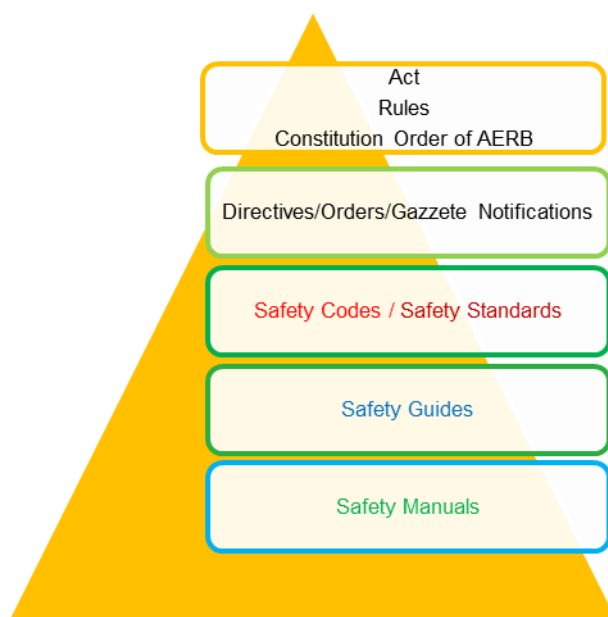 Act
Rules
Constitution Order of AERB
Directives/Orders/Gazzete Notifications
Safety Codes / Safety Standards
Safety Guides
Safety Manuals